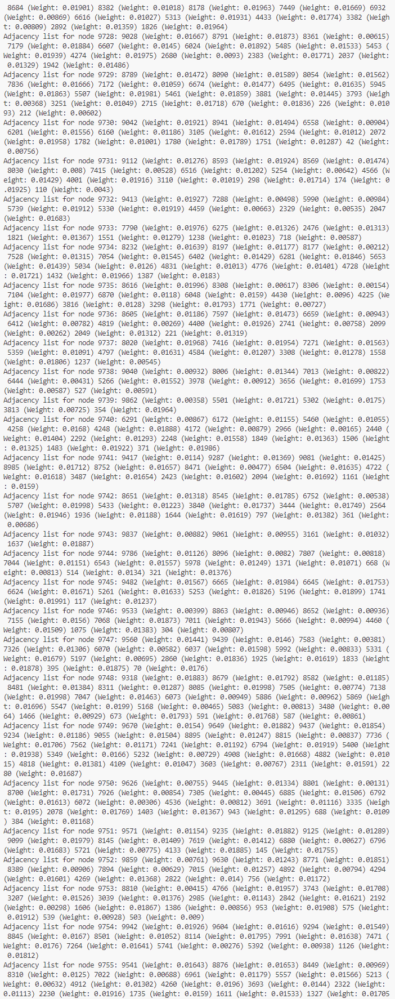 8684 (Weight: 0.01901) 8382 (Weight: 0.01018) 8178 (Weight: 0.01963) 7449 (Weight: 0.01669) 6932
(Weight: 0.00869) 6616 (Weight: 0.01027) 5313 (Weight: 0.01931) 4433 (Weight: 0.01774) 3382 (Weigh
t: 0.00809) 2892 (Weight: 0.01359) 1826 (Weight: 0.01964)
Adjacency list for node 9728: 9028 (Weight: 0.01667) 8791 (Weight: 0.01873) 8361 (Weight: 0.00615)
7179 (Weight: 0.01884) 6607 (Weight: 0.0145) 6024 (Weight: 0.01892) 5485 (Weight: 0.01533) 5453 (
Weight: 0.01939) 4274 (Weight: 0.01975) 2680 (Weight: 0.0093) 2383 (Weight: 0.01771) 2037 (Weight:
0.01329) 1942 (Weight: 0.01486)
Adjacency list for node 9729: 8789 (Weight: 0.01472) 8090 (Weight: 0.01589) 8054 (Weight: 0.01562)
7836 (Weight: 0.01666) 7172 (Weight: 0.01059) 6674 (Weight: 0.01477) 6495 (Weight: 0.01635) 5945
(Weight: 0.01863) 5507 (Weight: 0.01981) 5461 (Weight: 0.01859) 3881 (Weight: 0.01445) 3793 (Weigh
t: 0.00368) 3251 (Weight: 0.01049) 2715 (Weight: 0.01718) 670 (Weight: 0.01836) 226 (Weight: 0.010
93) 212 (Weight: 0.00602)
Adjacency list for node 9730: 9042 (Weight: 0.01921) 8941 (Weight: 0.01494) 6558 (Weight: 0.00904)
6201 (Weight: 0.01556) 6160 (Weight: 0.01186) 3105 (Weight: 0.01612) 2594 (Weight: 0.01012) 2072
(Weight: 0.01958) 1782 (Weight: 0.01001) 1780 (Weight: 0.01789) 1751 (Weight: 0.01287) 42 (Weight:
0.00756)
Adjacency list for node 9731: 9112 (Weight: 0.01276) 8593 (Weight: 0.01924) 8569 (Weight: 0.01474)
8030 (Weight: 0.008) 7415 (Weight: 0.00528) 6516 (Weight: 0.01202) 5254 (Weight: 0.00642) 4566 (W
eight: 0.01429) 4001 (Weight: 0.01916) 3110 (Weight: 0.01019) 298 (Weight: 0.01714) 174 (Weight: 0
.01925) 110 (Weight: 0.0043)
Adjacency list for node 9732: 9413 (Weight: 0.01927) 7288 (Weight: 0.00498) 5990 (Weight: 0.00984)
5739 (Weight: 0.01912) 5330 (Weight: 0.01919) 4459 (Weight: 0.00663) 2329 (Weight: 0.00535) 2047
(Weight: 0.01683)
Adjacency list for node 9733: 7790 (Weight: 0.01976) 6275 (Weight: 0.01326) 2476 (Weight: 0.01313)
1821 (Weight: 0.01367) 1551 (Weight: 0.01279) 1238 (Weight: 0.01023) 718 (Weight: 0.00587)
Adjacency list for node 9734: 8232 (Weight: 0.01639) 8197 (Weight: 0.01177) 8177 (Weight: 0.00212)
7528 (Weight: 0.01315) 7054 (Weight: 0.01545) 6402 (Weight: 0.01429) 6281 (Weight: 0.01846) 5653
(Weight: 0.01439) 5034 (Weight: 0.0126) 4831 (Weight: 0.01013) 4776 (Weight: 0.01401) 4728 (Weight
: 0.01721) 1432 (Weight: 0.01966) 1387 (Weight: 0.0183)
Adjacency list for node 9735: 8616 (Weight: 0.01996) 8308 (Weight: 0.00617) 8306 (Weight: 0.00154)
7104 (Weight: 0.01977) 6870 (Weight: 0.0118) 6048 (Weight: 0.0159) 4430 (Weight: 0.0096) 4225 (We
ight: 0.01686) 3816 (Weight: 0.0128) 3298 (Weight: 0.01793) 1771 (Weight: 0.00727)
Adjacency list for node 9736: 8605 (Weight: 0.01186) 7597 (Weight: 0.01473) 6659 (Weight: 0.00943)
6412 (Weight: 0.00782) 4819 (Weight: 0.00269) 4400 (Weight: 0.01926) 2741 (Weight: 0.00758) 2099
(Weight: 0.00262) 2049 (Weight: 0.01312) 221 (Weight: 0.01319)
Adjacency list for node 9737: 8020 (Weight: 0.01968) 7416 (Weight: 0.01954) 7271 (Weight: 0.01563)
5359 (Weight: 0.01091) 4797 (Weight: 0.01631) 4584 (Weight: 0.01207) 3308 (Weight: 0.01278) 1558
(Weight: 0.01806) 1237 (Weight: 0.00545)
Adjacency list for node 9738: 9040 (Weight: 0.00932) 8006 (Weight: 0.01344) 7013 (Weight: 0.00822)
6444 (Weight: 0.00431) 5266 (Weight: 0.01552) 3978 (Weight: 0.00912) 3656 (Weight: 0.01699) 1753
(Weight: 0.00587) 527 (Weight: 0.00591)
Adjacency list for node 9739: 9862 (Weight: 0.00358) 5501 (Weight: 0.01721) 5302 (Weight: 0.0175)
3813 (Weight: 0.00725) 354 (Weight: 0.01964)
Adjacency list for node 9740: 6291 (Weight: 0.00867) 6172 (Weight: 0.01155) 5460 (Weight: 0.01055)
4258 (Weight: 0.0168) 4248 (Weight: 0.01888) 4172 (Weight: 0.00879) 2966 (Weight: 0.00165) 2440 (
Weight: 0.01404) 2292 (Weight: 0.01293) 2248 (Weight: 0.01558) 1849 (Weight: 0.01363) 1506 (Weight
: 0.01325) 1483 (Weight: 0.01922) 371 (Weight: 0.01986)
Adjacency list for node 9741: 9417 (Weight: 0.0114) 9287 (Weight: 0.01369) 9081 (Weight: 0.01425)
8985 (Weight: 0.01712) 8752 (Weight: 0.01657) 8471 (Weight: 0.00477) 6504 (Weight: 0.01635) 4722 (
Weight: 0.01618) 3487 (Weight: 0.01654) 2423 (Weight: 0.01602) 2094 (Weight: 0.01692) 1161 (Weight
: 0.0159)
Adjacency list for node 9742: 8651 (Weight: 0.01318) 8545 (Weight: 0.01785) 6752 (Weight: 0.00538)
5707 (Weight: 0.01998) 5433 (Weight: 0.01223) 3840 (Weight: 0.01737) 3444 (Weight: 0.01749) 2564
(Weight: 0.01946) 1936 (Weight: 0.01188) 1644 (Weight: 0.01619) 797 (Weight: 0.01382) 361 (Weight:
0.00686)
Adjacency list for node 9743: 9837 (Weight: 0.00882) 9061 (Weight: 0.00955) 3161 (Weight: 0.01032)
1637 (Weight: 0.01887)
Adjacency list for node 9744: 9786 (Weight: 0.01126) 8096 (Weight: 0.0082) 7807 (Weight: 0.00818)
7044 (Weight: 0.01151) 6543 (Weight: 0.01557) 5978 (Weight: 0.01249) 1371 (Weight: 0.01071) 668 (W
eight: 0.00813) 514 (Weight: 0.0134) 321 (Weight: 0.01376)
Adjacency list for node 9745: 9482 (Weight: 0.01567) 6665 (Weight: 0.01984) 6645 (Weight: 0.01753)
6624 (Weight: 0.01671) 5261 (Weight: 0.01633) 5253 (Weight: 0.01826) 5196 (Weight: 0.01899) 1741
(Weight: 0.01991) 117 (Weight: 0.01237)
Adjacency list for node 9746: 9533 (Weight: 0.00399) 8863 (Weight: 0.00946) 8652 (Weight: 0.00936)
7155 (Weight: 0.0156) 7068 (Weight: 0.01873) 7011 (Weight: 0.01943) 5666 (Weight: 0.00994) 4460 (
Weight: 0.01509) 1075 (Weight: 0.01383) 304 (Weight: 0.00807)
Adjacency list for node 9747: 9560 (Weight: 0.01441) 9439 (Weight: 0.0146) 7583 (Weight: 0.00381)
7326 (Weight: 0.01306) 6070 (Weight: 0.00582) 6037 (Weight: 0.01598) 5992 (Weight: 0.00833) 5331 (
Weight: 0.01679) 5197 (Weight: 0.00695) 2860 (Weight: 0.01836) 1925 (Weight: 0.01619) 1833 (Weight
: 0.01878) 395 (Weight: 0.01875) 70 (Weight: 0.0176)
Adjacency list for node 9748: 9318 (Weight: 0.01883) 8679 (Weight: 0.01792) 8582 (Weight: 0.01185)
8481 (Weight: 0.01384) 8311 (Weight: 0.01287) 8085 (Weight: 0.01998) 7505 (Weight: 0.00774) 7138
(Weight: 0.01998) 7047 (Weight: 0.01463) 6073 (Weight: 0.00949) 5886 (Weight: 0.00962) 5869 (Weigh
t: 0.01696) 5547 (Weight: 0.0199) 5168 (Weight: 0.00465) 5083 (Weight: 0.00813) 3480 (Weight: 0.00
64) 1466 (Weight: 0.00929) 673 (Weight: 0.01793) 591 (Weight: 0.01768) 587 (Weight: 0.00861)
Adjacency list for node 9749: 9670 (Weight: 0.0154) 9649 (Weight: 0.01882) 9437 (Weight: 0.01854)
9234 (Weight: 0.01186) 9055 (Weight: 0.01504) 8895 (Weight: 0.01247) 8815 (Weight: 0.00837) 7736 (
Weight: 0.01706) 7562 (Weight: 0.01171) 7241 (Weight: 0.01192) 6794 (Weight: 0.01919) 5400 (Weight
: 0.01938) 5349 (Weight: 0.0166) 5232 (Weight: 0.00729) 4908 (Weight: 0.01668) 4882 (Weight: 0.010
15) 4818 (Weight: 0.01381) 4109 (Weight: 0.01047) 3603 (Weight: 0.00767) 2311 (Weight: 0.01591) 22
80 (Weight: 0.01687)
Adjacency list for node 9750: 9626 (Weight: 0.00755) 9445 (Weight: 0.01334) 8801 (Weight: 0.00131)
8700 (Weight: 0.01731) 7926 (Weight: 0.00854) 7305 (Weight: 0.00445) 6885 (Weight: 0.01506) 6792
(Weight: 0.01613) 6072 (Weight: 0.00306) 4536 (Weight: 0.00812) 3691 (Weight: 0.01116) 3335 (Weigh
t: 0.0195) 2078 (Weight: 0.01769) 1403 (Weight: 0.01367) 943 (Weight: 0.01295) 688 (Weight: 0.0109
) 384 (Weight: 0.01168)
Adjacency list for node 9751: 9571 (Weight: 0.01154) 9235 (Weight: 0.01882) 9125 (Weight: 0.01289)
9099 (Weight: 0.01979) 8145 (Weight: 0.01409) 7619 (Weight: 0.01412) 6880 (Weight: 0.00627) 6796
(Weight: 0.01683) 5721 (Weight: 0.00775) 4133 (Weight: 0.01885) 145 (Weight: 0.01755)
Adjacency list for node 9752: 9859 (Weight: 0.00761) 9630 (Weight: 0.01243) 8771 (Weight: 0.01851)
8389 (Weight: 0.00906) 7894 (Weight: 0.00629) 7015 (Weight: 0.01257) 4892 (Weight: 0.00794) 4294
(Weight: 0.01601) 4269 (Weight: 0.01368) 2822 (Weight: 0.014) 756 (Weight: 0.01172)
Adjacency list for node 9753: 8810 (Weight: 0.00415) 4766 (Weight: 0.01957) 3743 (Weight: 0.01708)
3207 (Weight: 0.01526) 3039 (Weight: 0.01376) 2985 (Weight: 0.01143) 2842 (Weight: 0.01621) 2192
(Weight: 0.00298) 1606 (Weight: 0.01867) 1386 (Weight: 0.00856) 953 (Weight: 0.01908) 575 (Weight:
0.01912) 539 (Weight: 0.00928) 503 (Weight: 0.009)
Adjacency list for node 9754: 9942 (Weight: 0.01926) 9604 (Weight: 0.01616) 9294 (Weight: 0.01549)
8845 (Weight: 0.0167) 8501 (Weight: 0.01052) 8114 (Weight: 0.01795) 7991 (Weight: 0.01638) 7471 (
Weight: 0.0176) 7264 (Weight: 0.01641) 5741 (Weight: 0.00276) 5392 (Weight: 0.00938) 1126 (Weight:
0.01812)
Adjacency list for node 9755: 9541 (Weight: 0.01643) 8876 (Weight: 0.01653) 8449 (Weight: 0.00969)
8310 (Weight: 0.0125) 7022 (Weight: 0.00688) 6961 (Weight: 0.01179) 5557 (Weight: 0.01566) 5213 (
Weight: 0.00632) 4912 (Weight: 0.01302) 4260 (Weight: 0.0196) 3693 (Weight: 0.0144) 2322 (Weight:
0.01113) 2230 (Weight: 0.01916) 1735 (Weight: 0.0159) 1611 (Weight: 0.01533) 1327 (Weight: 0.01705